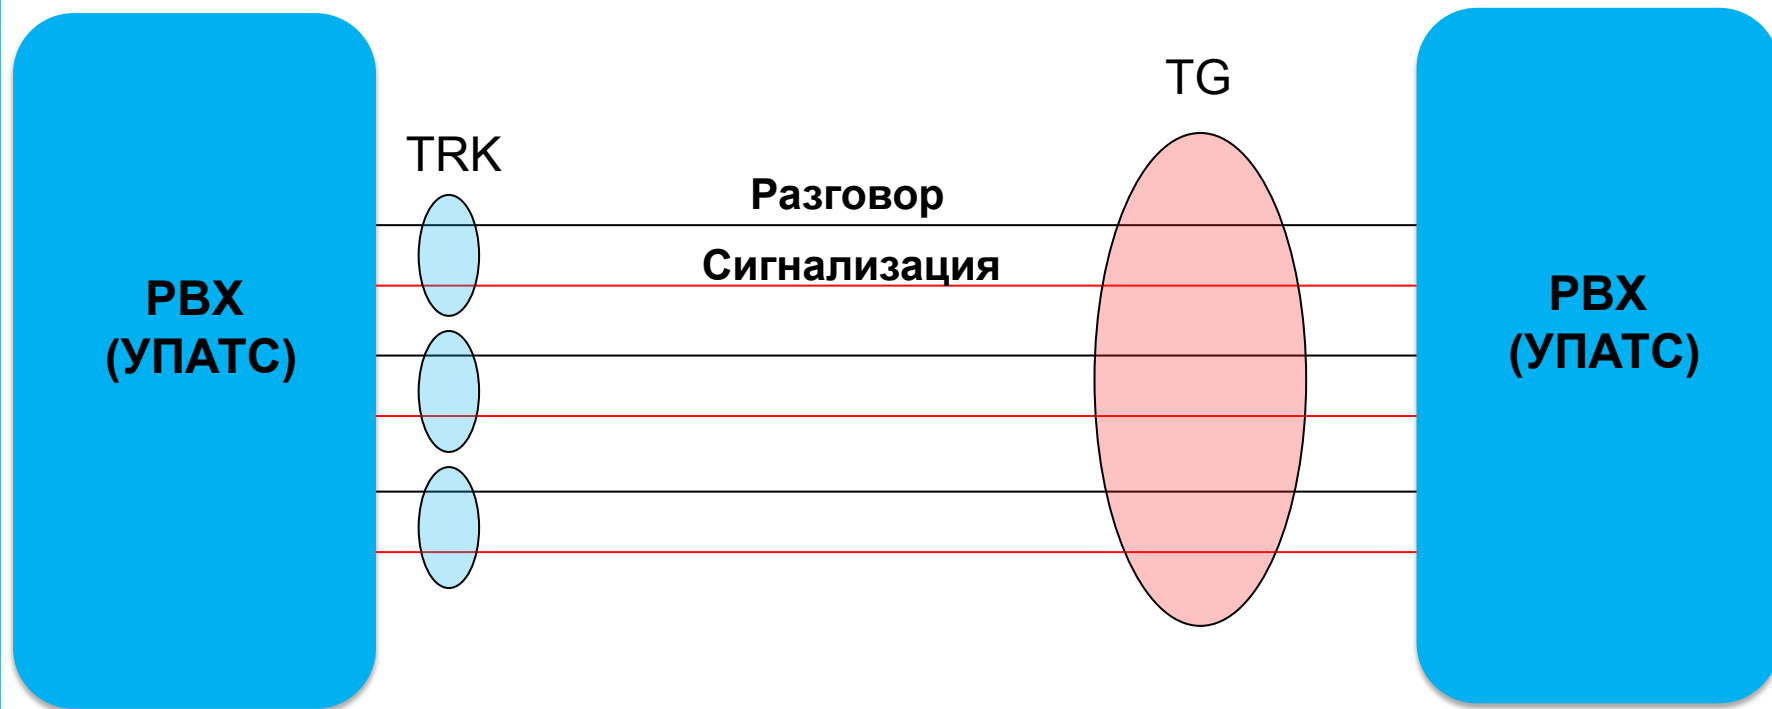 TG
TRK
Разговор
Сигнализация
PBX
(УПАТС)
PBX
(УПАТС)